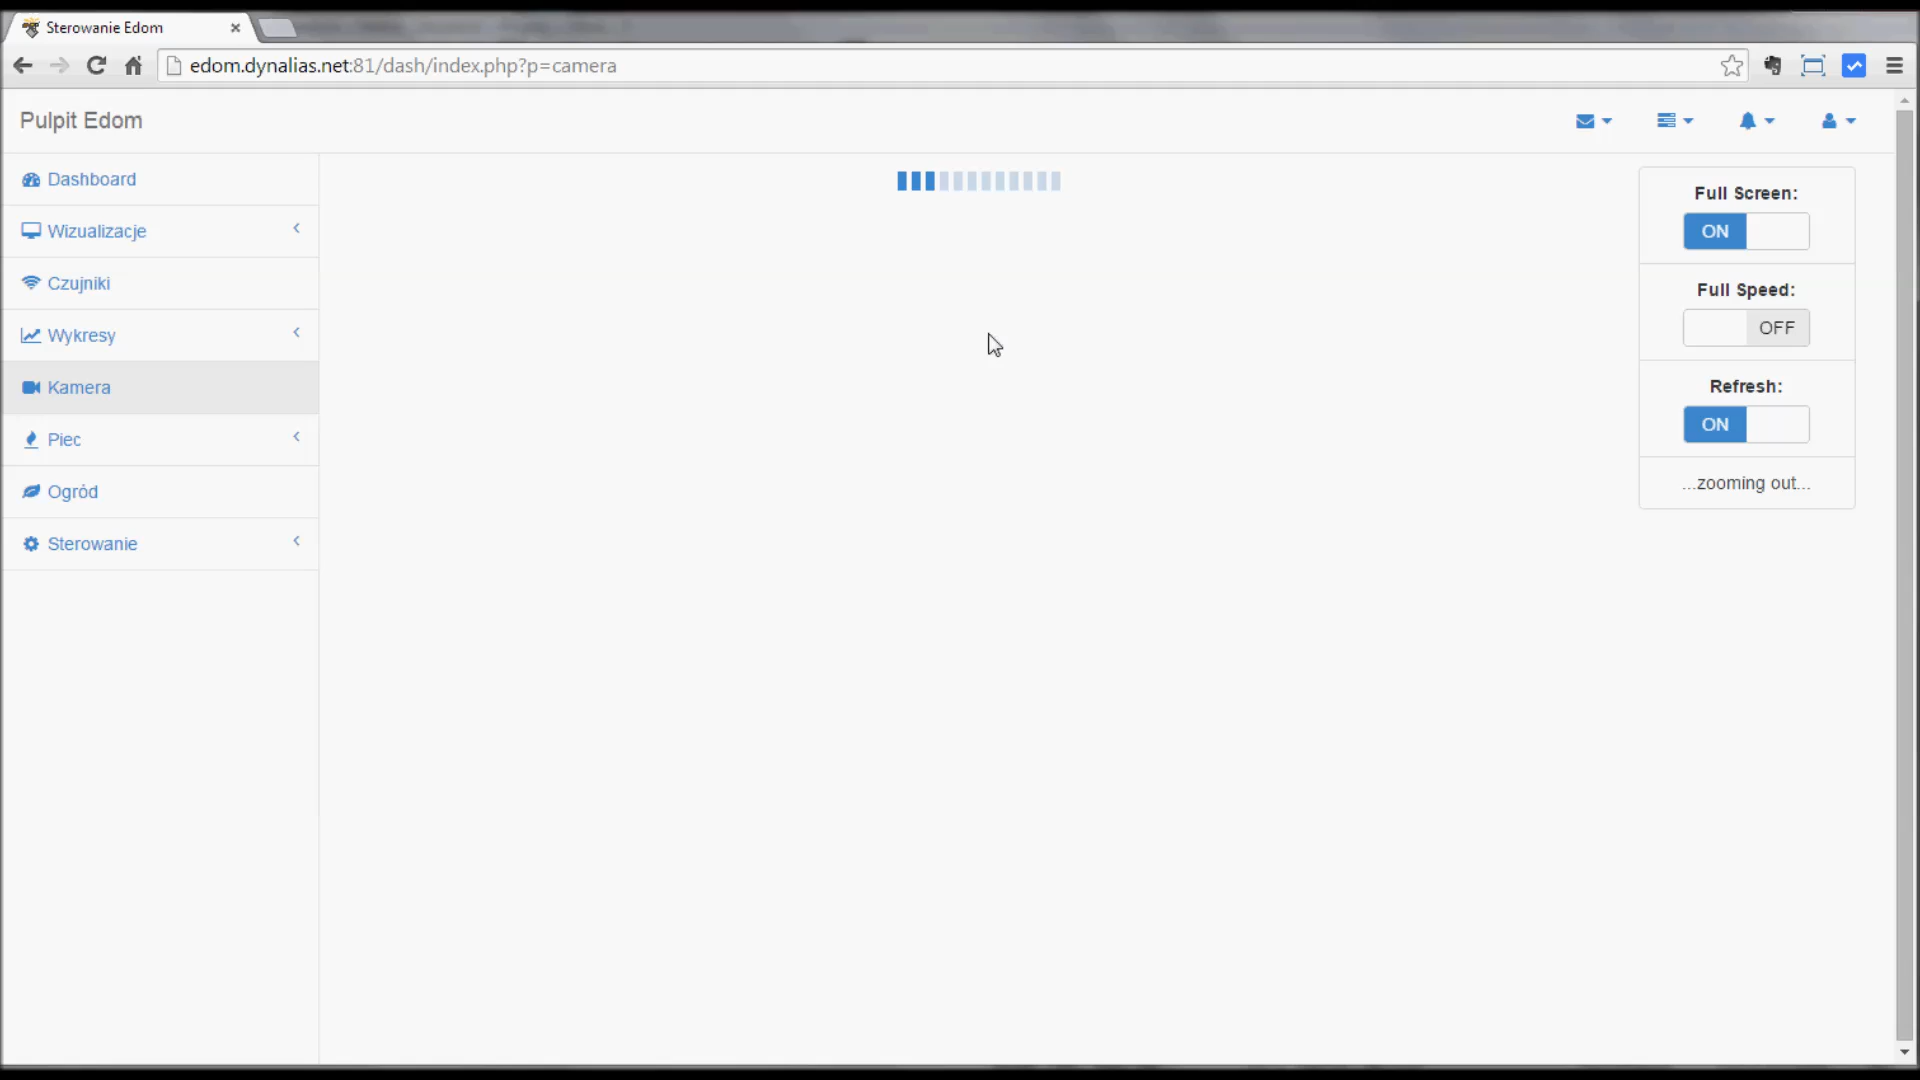 Sterowanie Edom
edom.dynalias.net:81/dash/index.php?p=camera
Pulpit Edom
Dashboard
Wizualizacje
Czujniki
Wykresy
Kamera
Piec
Ogród
Sterowanie
Full Screen:
ON
Full Speed:
OFF
Refresh:
ON
...zooming out...